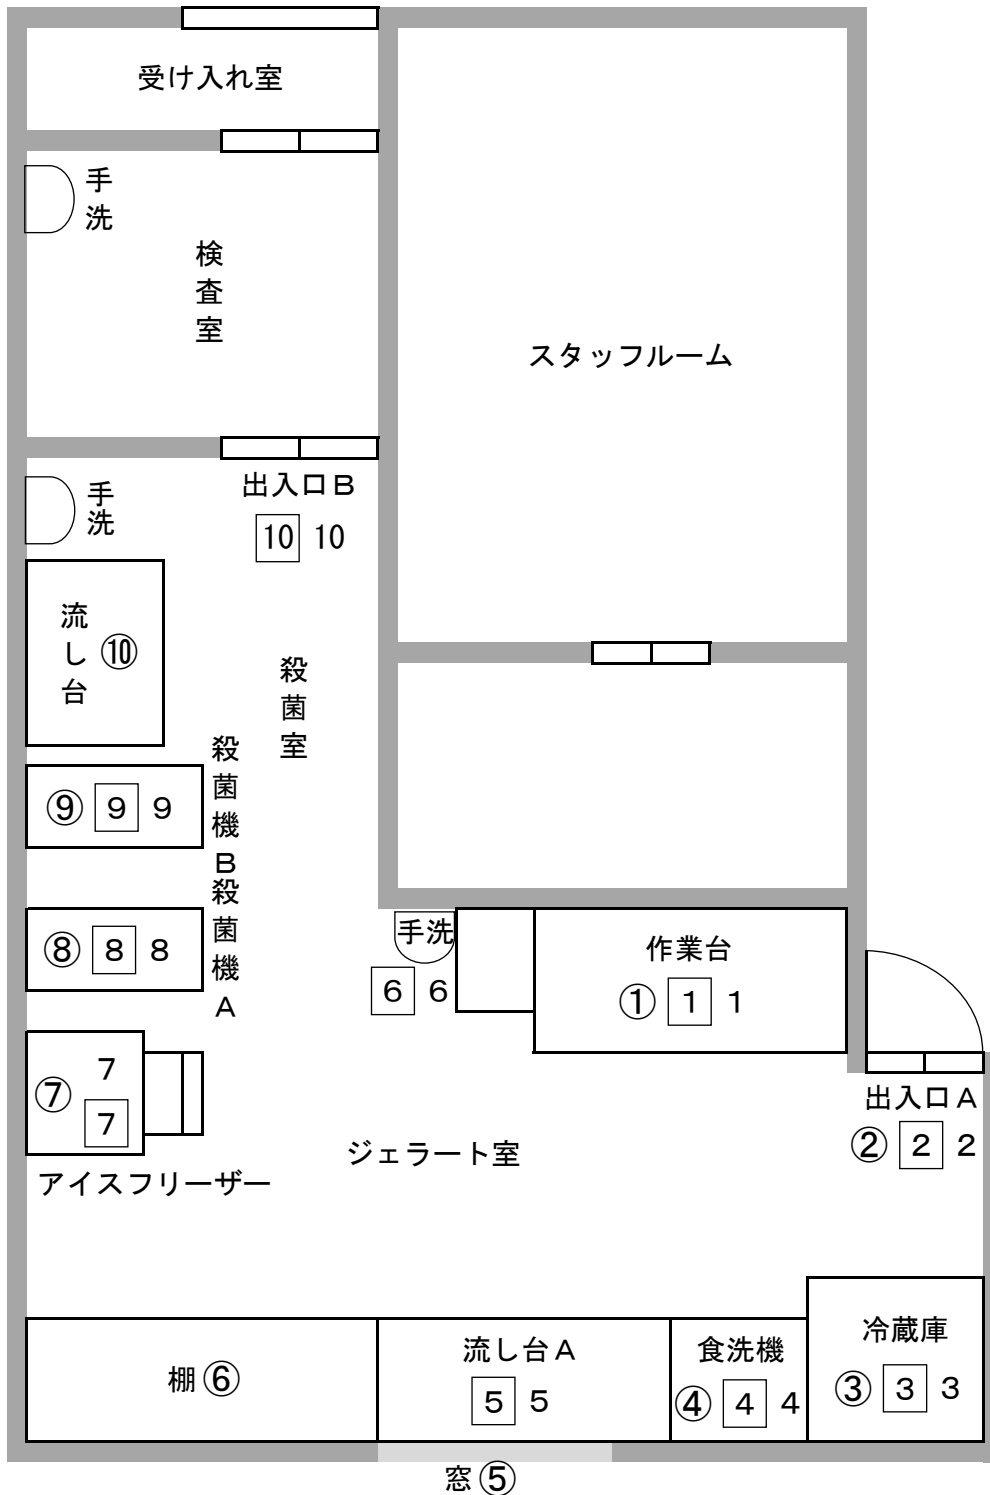 受け入れ室
手洗
検査室
スタッフルーム
出入口B
10 10
手洗
流し台 ⑩
殺菌室
殺菌機B
⑨ 9 9
殺菌機A
⑧ 8 8
手洗
6 6
作業台
① 1 1
⑦ 7
7
アイスフリーザー
ジェラート室
出入口A
② 2 2
棚⑥
流し台A
5 5
食洗機
④ 4 4
冷蔵庫
③ 3 3
窓⑤